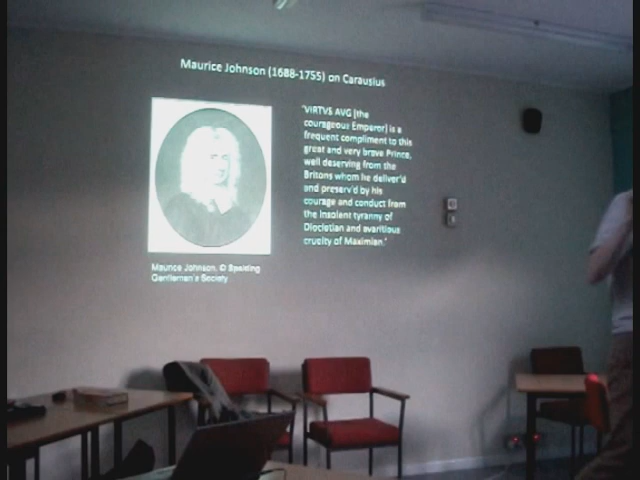 Maurice Johnson (1688-1755) on Carausius
"VIRTVS AVG [the
courageous Emperor] is a
frequent compliment to this
great and very brave Prince,
well deserving from the
Britons whom he deliver'd
and preserv'd by his
courage and conduct from
the insolent tyranny of
Diocletian and avaritious
cruelty of Maximian."
Maurice Johnson, © Spalding
Gentlemen's Society